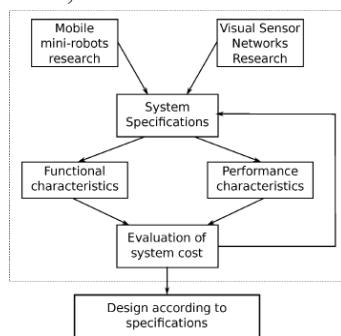 Mobile
mini-robots
research
Visual Sensor
Networks
Research
System
Specifications
Functional
characteristics
Performance
characteristics
Evaluation of
system cost
Design according to
specifications